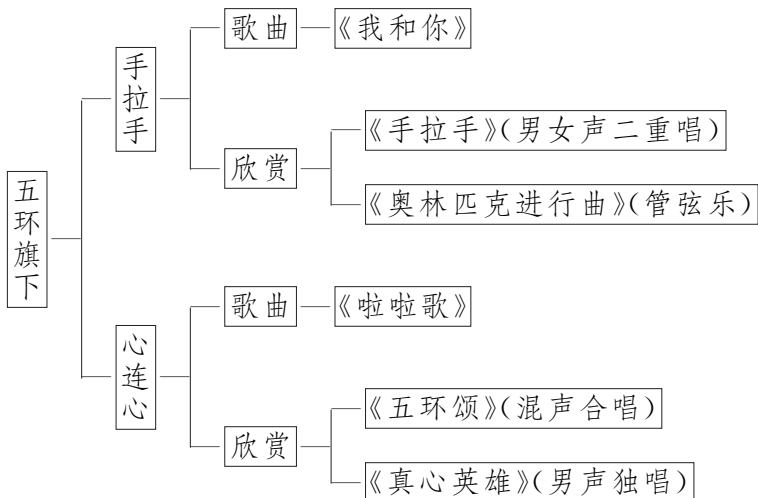 五环旗下
手拉手
歌曲
《我和你》
欣赏
《手拉手》(男女声二重唱)
《奥林匹克进行曲》(管弦乐)
心连心
歌曲
《啦啦歌》
欣赏
《五环颂》(混声合唱)
《真心英雄》(男声独唱)